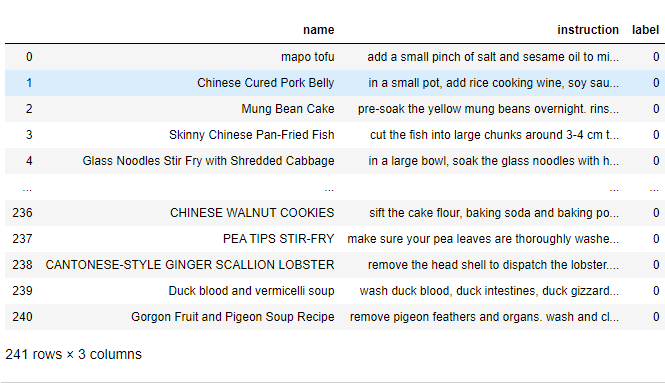 name instruction label
0 mapo tofu add a small pinch of salt and sesame oil to mi... 0
1 Chinese Cured Pork Belly in a small pot, add rice cooking wine, soy sau... 0
2 Mung Bean Cake pre-soak the yellow mung beans overnight. rins... 0
3 Skinny Chinese Pan-Fried Fish cut the fish into large chunks around 3-4 cm t... 0
4 Glass Noodles Stir Fry with Shredded Cabbage in a large bowl, soak the glass noodles with h... 0
... ... ... ...
236 CHINESE WALNUT COOKIES sift the cake flour, baking soda and baking po... 0
237 PEA TIPS STIR-FRY make sure your pea leaves are thoroughly washe... 0
238 CANTONESE-STYLE GINGER SCALLION LOBSTER remove the head shell to dispatch the lobster.... 0
239 Duck blood and vermicelli soup wash duck blood, duck intestines, duck gizzard... 0
240 Gorgon Fruit and Pigeon Soup Recipe remove pigeon feathers and organs. wash and cl... 0
241 rows × 3 columns